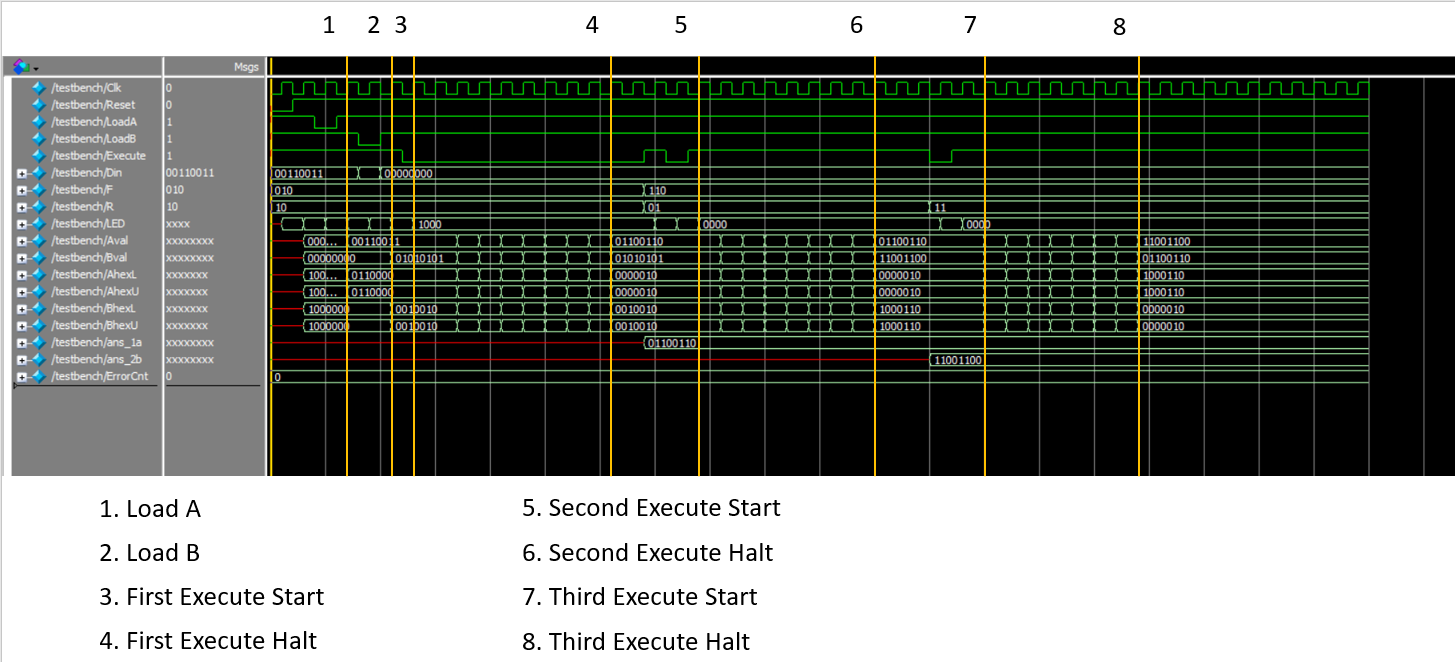 1 2 3 4 5 6 7 8
Msgs
/testbench/Clk 0
/testbench/Reset 0
/testbench/LoadA 1
/testbench/LoadB 1
/testbench/Execute 1
/testbench/Din 00110011 00110011 00000000
/testbench/F 010 010 110
/testbench/R 10 10 01 11
/testbench/LED xxxx 1000 0000 0000
/testbench/Aval xxxxxxxx 000... 00110011 01100110 01100110 11001100
/testbench/Bval xxxxxxxx 00000000 01010101 01010101 11001100 01100110
/testbench/AhexL xxxxxxx 100... 0110000 0000010 0000010 1000110
/testbench/AhexU xxxxxxx 100... 0110000 0000010 0000010 1000110
/testbench/BhexL xxxxxxx 1000000 0010010 0010010 1000110 0000010
/testbench/BhexU xxxxxxx 1000000 0010010 0010010 1000110 0000010
/testbench/ans_1a xxxxxxxx 01100110
/testbench/ans_2b xxxxxxxx 11001100
/testbench/ErrorCnt 0 0
1. Load A
2. Load B
3. First Execute Start
4. First Execute Halt
5. Second Execute Start
6. Second Execute Halt
7. Third Execute Start
8. Third Execute Halt